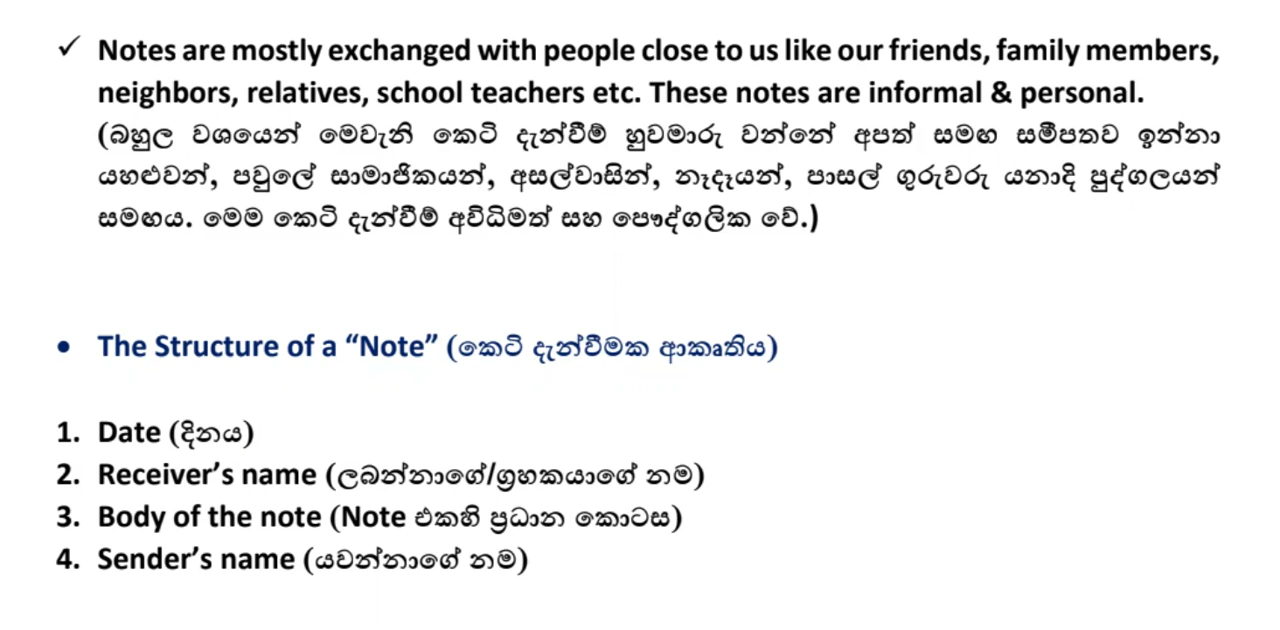 ✓ Notes are mostly exchanged with people close to us like our friends, family members,
neighbors, relatives, school teachers etc. These notes are informal & personal.
(බහුල වශයෙන් මෙවැනි කෙටි දැන්වීම් හුවමාරු වන්නේ අපත් සමඟ සමීපතව ඉන්නා
යහළුවන්, පවුලේ සාමාජිකයන්, අසල්වාසින්, නෑදෑයන්, පාසල් ගුරුවරු යනාදි පුද්ගලයන්
සමඟය. මෙම කෙටි දැන්වීම් අවිධිමත් සහ පෞද්ගලික වේ.)
• The Structure of a “Note” (කෙටි දැන්වීමක ආකෘතිය)
1. Date (දිනය)
2. Receiver’s name (ලබන්නාගේ/ග්‍රහකයාගේ නම)
3. Body of the note (Note එකහි ප්‍රධාන කොටස)
4. Sender’s name (යවන්නාගේ නම)